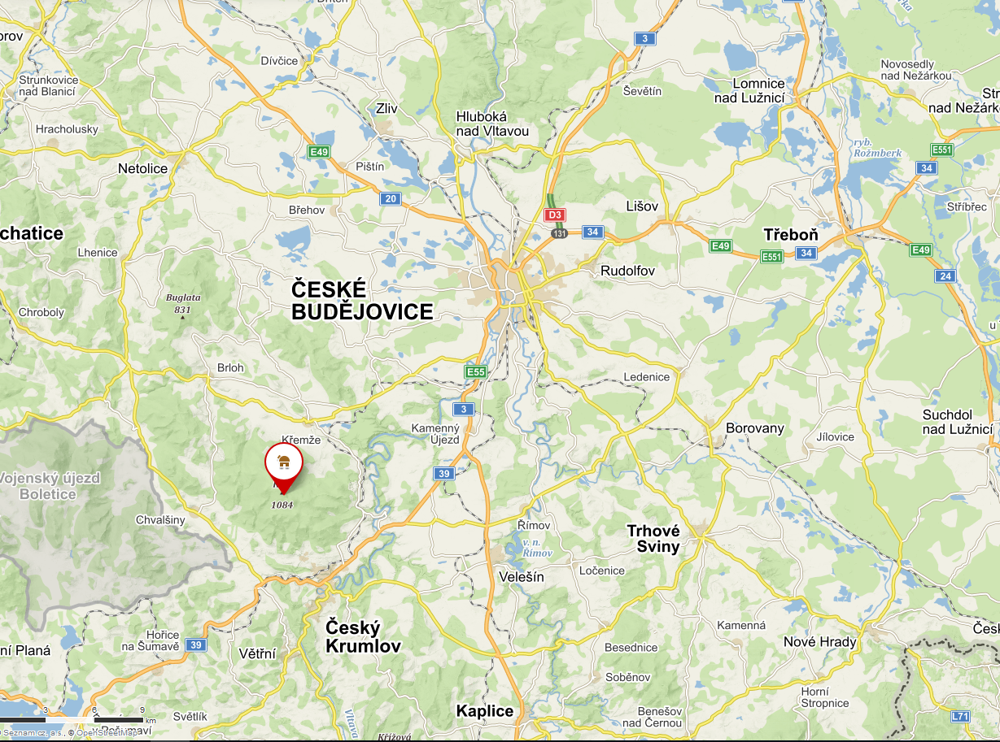 Dříteň
3
Dívčice
Novosedly
nad Nežárkou
orov
Strunkovice
nad Blanicí
Lomnice
nad Lužnicí
Ševětín
Zliv
Hluboká
nad Vltavou
nad Nežárk
Hracholusky
ryb.
Rožmberk
E49
E551
Netolice
Pištín
34
20
Břehov
Lišov
Stříbřec
D3
131
34
chatice
Třeboň
Lhenice
E49
E551
34
E49
Rudolfov
24
ČESKÉ
BUDĚJOVICE
Buglata
831
Chroboly
Brloh
E55
Ledenice
3
Suchdol
nad Lužnicí
Kamenný
Újezd
Borovany
Jílovice
Křemže
39
Vojenský újezd
Boletice
1084
Chvalšiny
Římov
Trhové
Sviny
v. n.
Římov
Ločenice
Velešín
Český
Krumlov
Kamenná
Česk
Hořice
na Šumavě
39
ní Planá
Větřní
Besednice
Nové Hrady
Soběnov
Horní
Stropnice
Kaplice
Benešov
nad Černou
L71
Světlík
Vltava
Křížová
3
6
9
km
© Seznam.cz, a.s., © OpenStreetMap